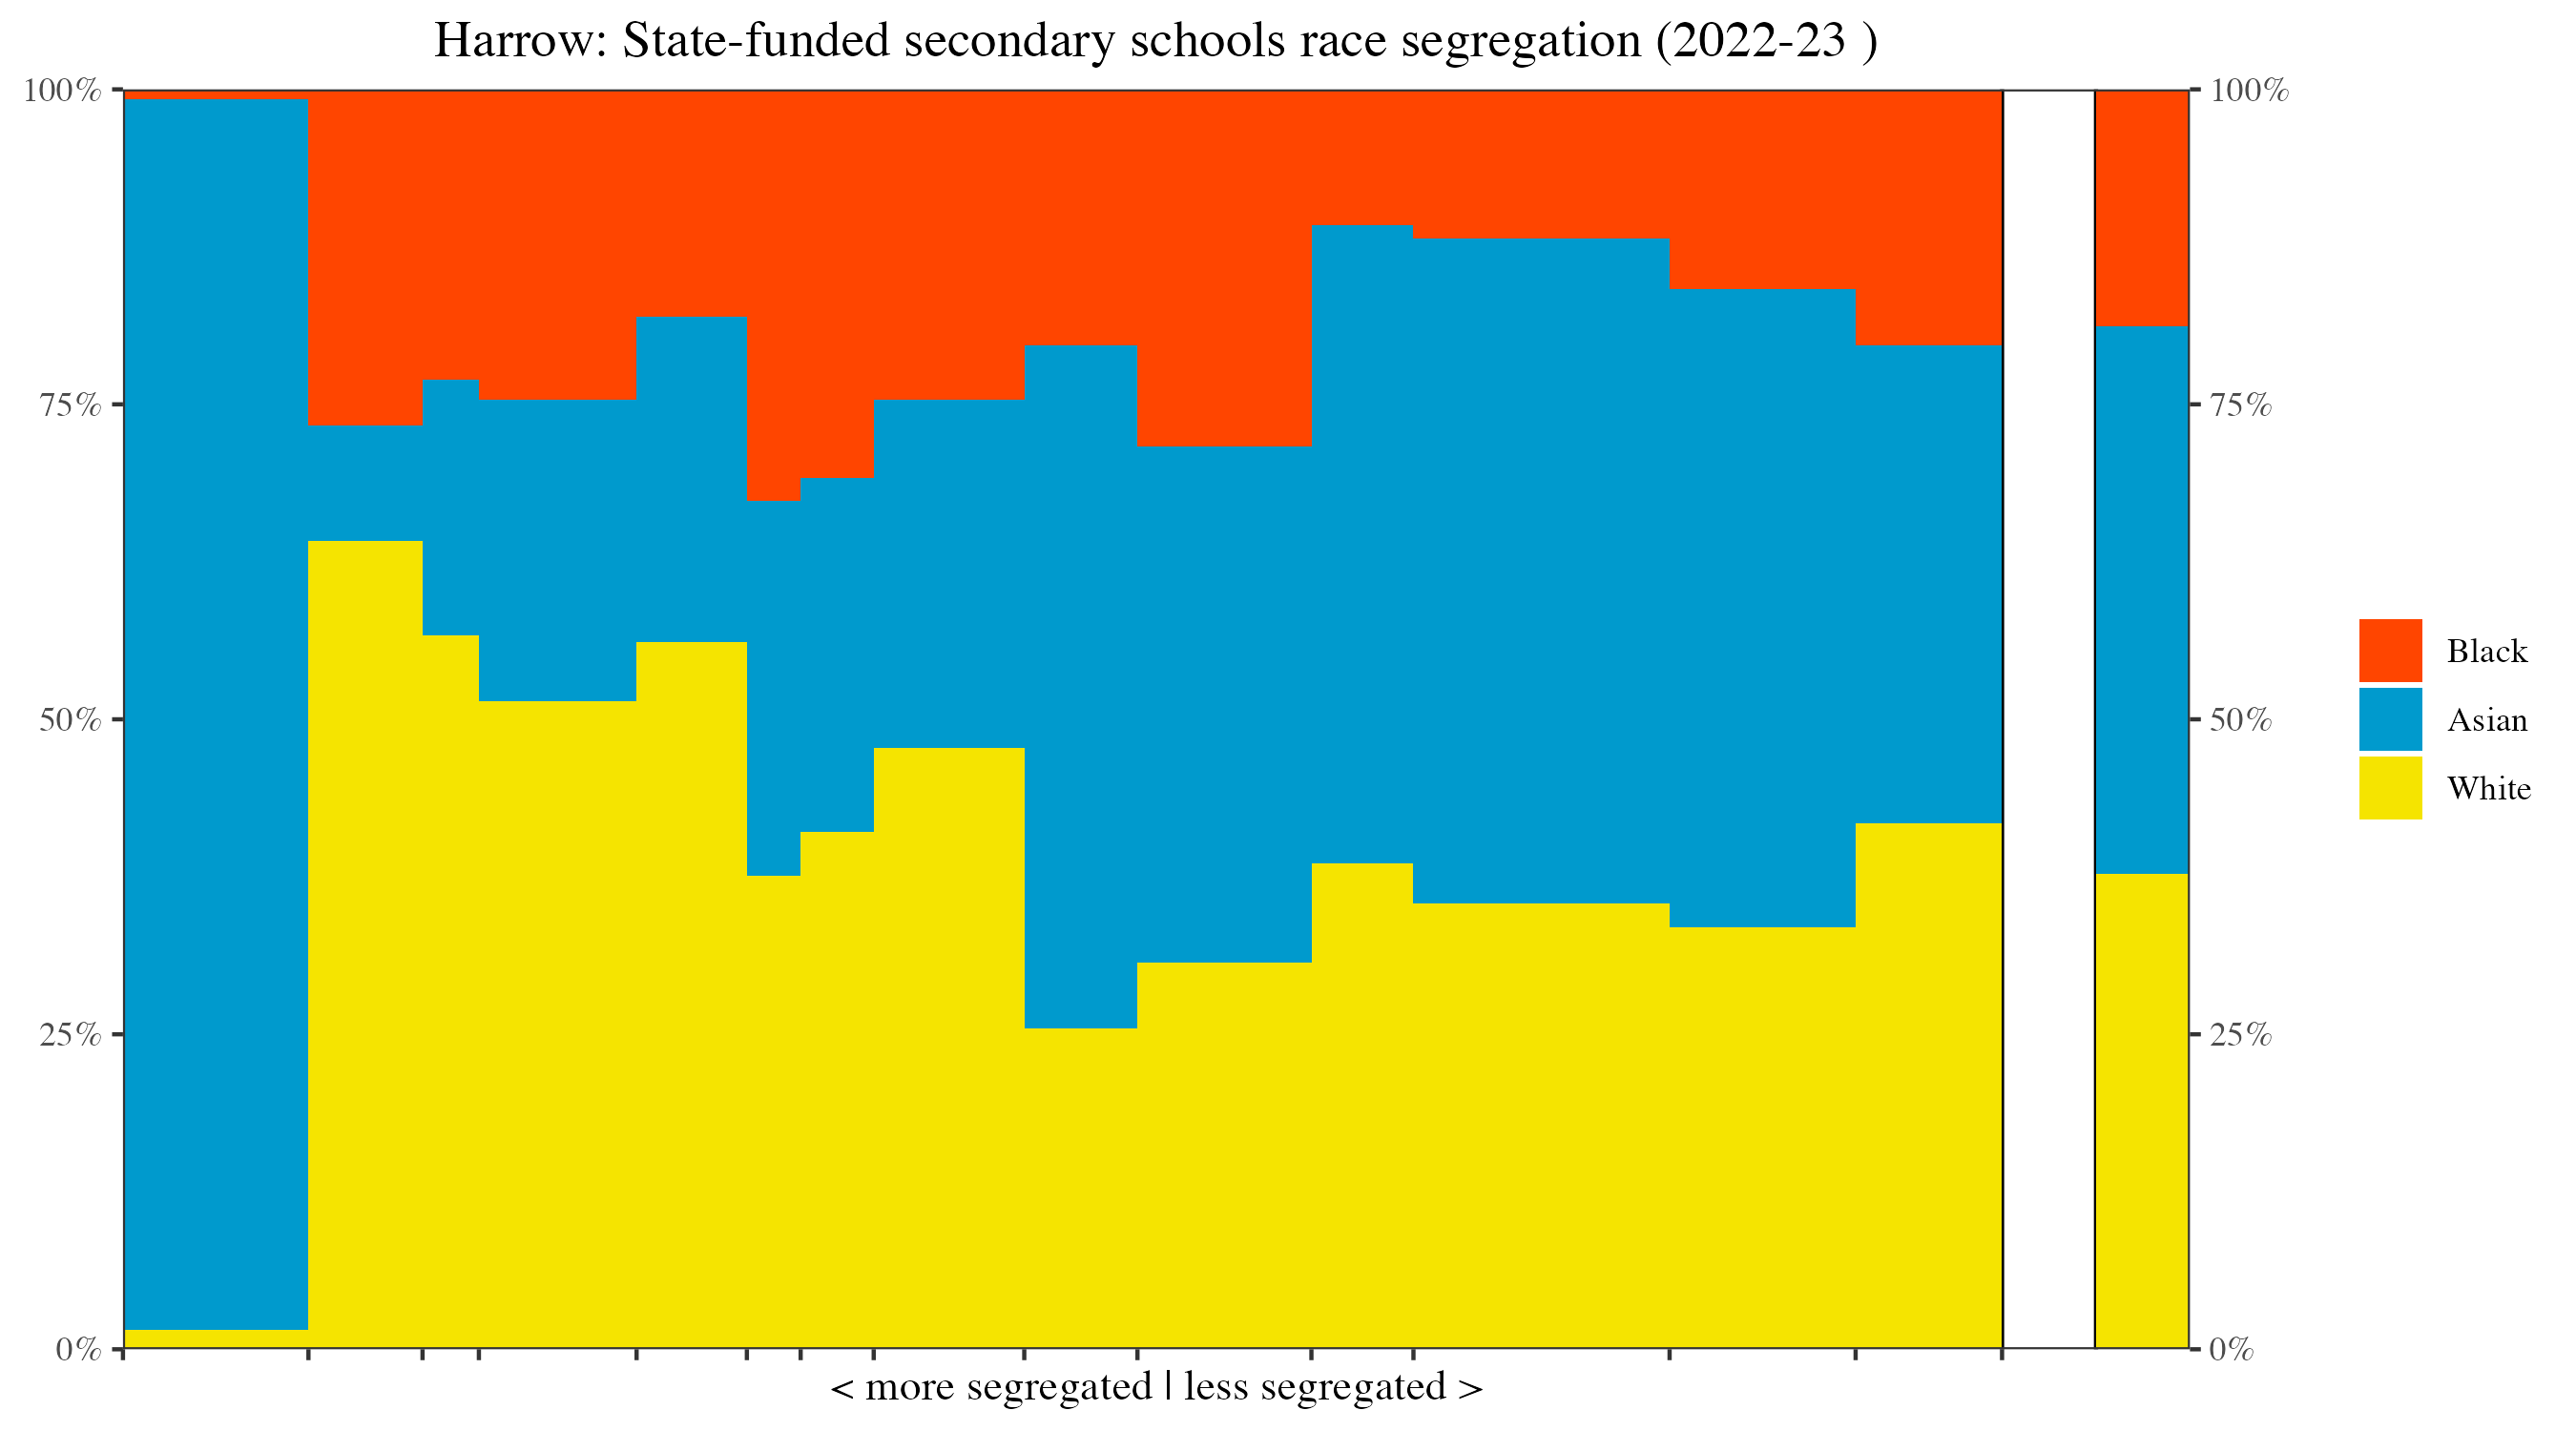 Harrow: State-funded secondary schools race segregation (2022-23 )
100%
75%
50%
25%
0%
100%
75%
50%
25%
0%
Black
Asian
White
< more segregated | less segregated >